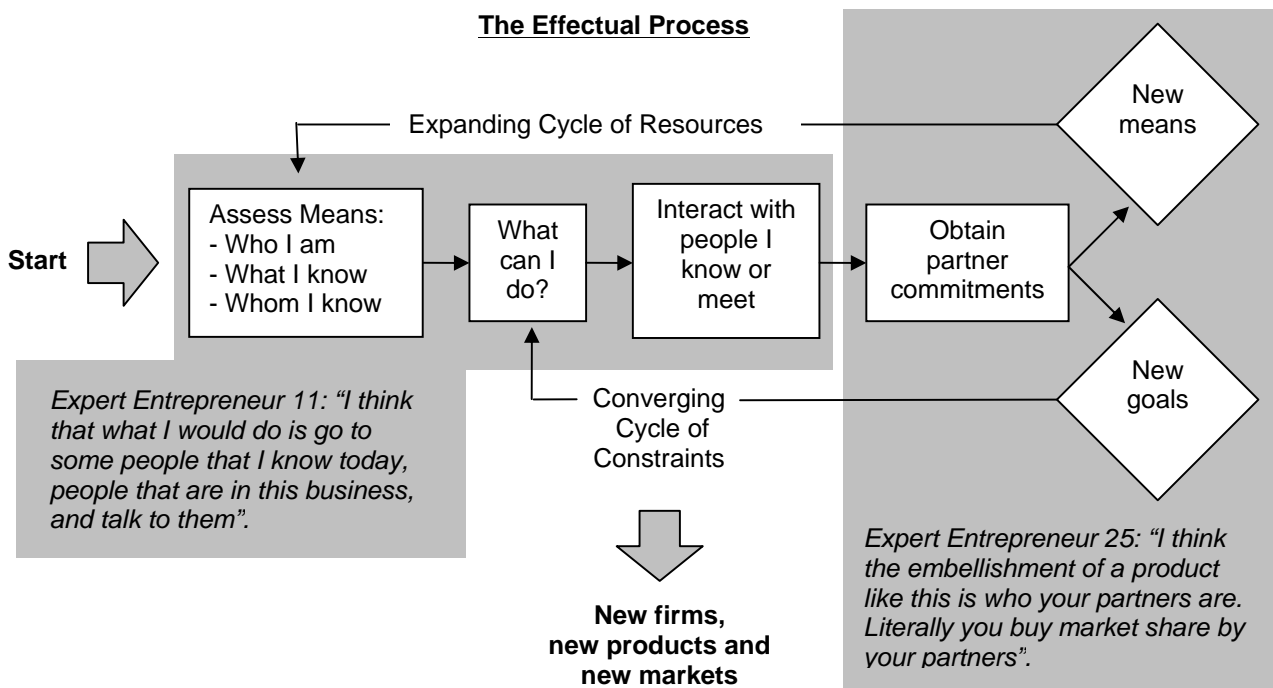 The Effectual Process
New
means
Expanding Cycle of Resources
Start
Assess Means:
- Who I am
- What I know
- Whom I know
What
can I
do?
Interact with
people I
know or
meet
Obtain
partner
commitments
New
goals
Converging
Cycle of
Constraints
Expert Entrepreneur 11: “I think
that what I would do is go to
some people that I know today,
people that are in this business,
and talk to them”.
Expert Entrepreneur 25: “I think
the embellishment of a product
like this is who your partners are.
Literally you buy market share by
your partners”.
New firms,
new products and
new markets